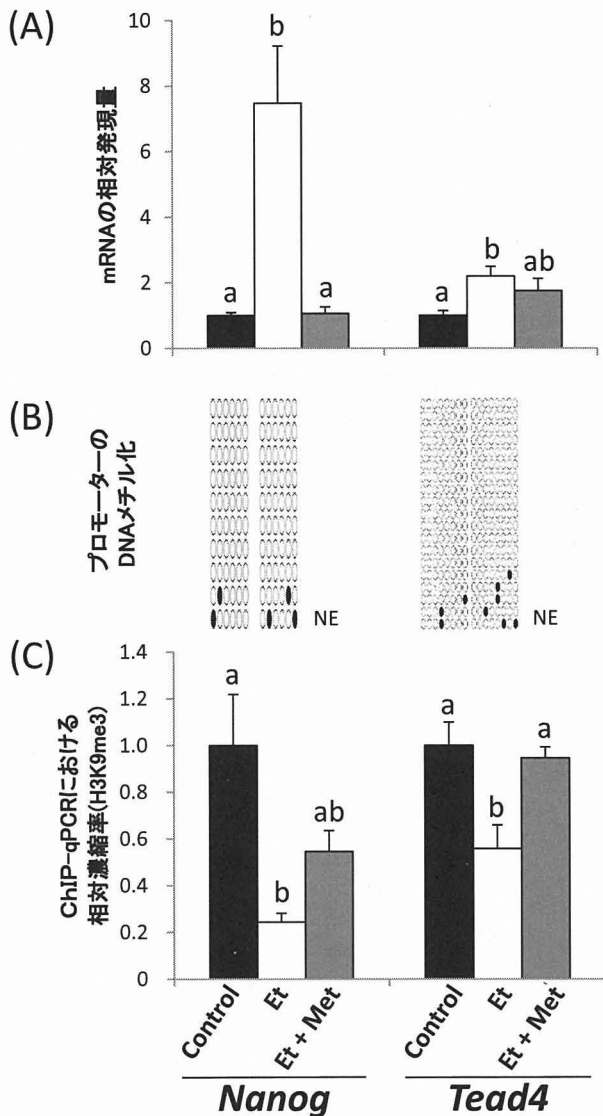 (A)
mRNAの相対発現量
10
8
6
4
2
0
a
b
a
a
b
ab
(B)
プロモーターの
DNAメチル化
NE
NE
(C)
ChIP-qPCRにおける
相対濃縮率(H3K9me3)
1.4
1.2
1.0
0.8
0.6
0.4
0.2
0
a
b
ab
a
b
a
Control
Et
Et + Met
Control
Et
Et + Met
Nanog
Tead4